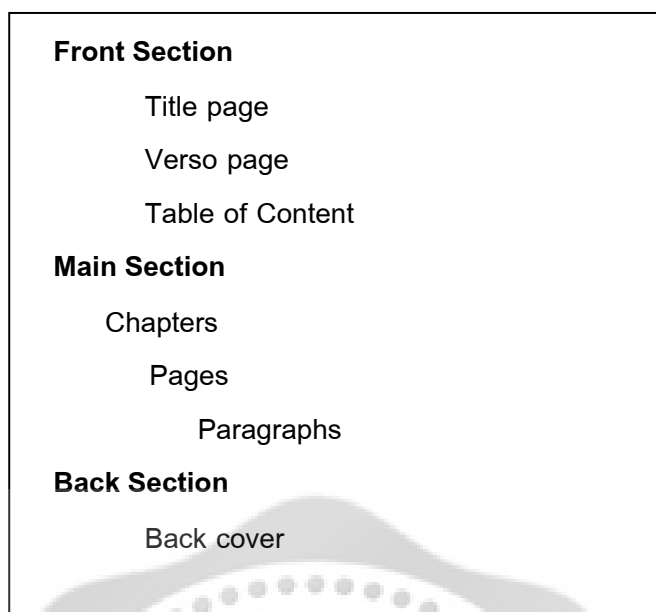 Front Section
Title page
Verso page
Table of Content
Main Section
Chapters
Pages
Paragraphs
Back Section
Back cover